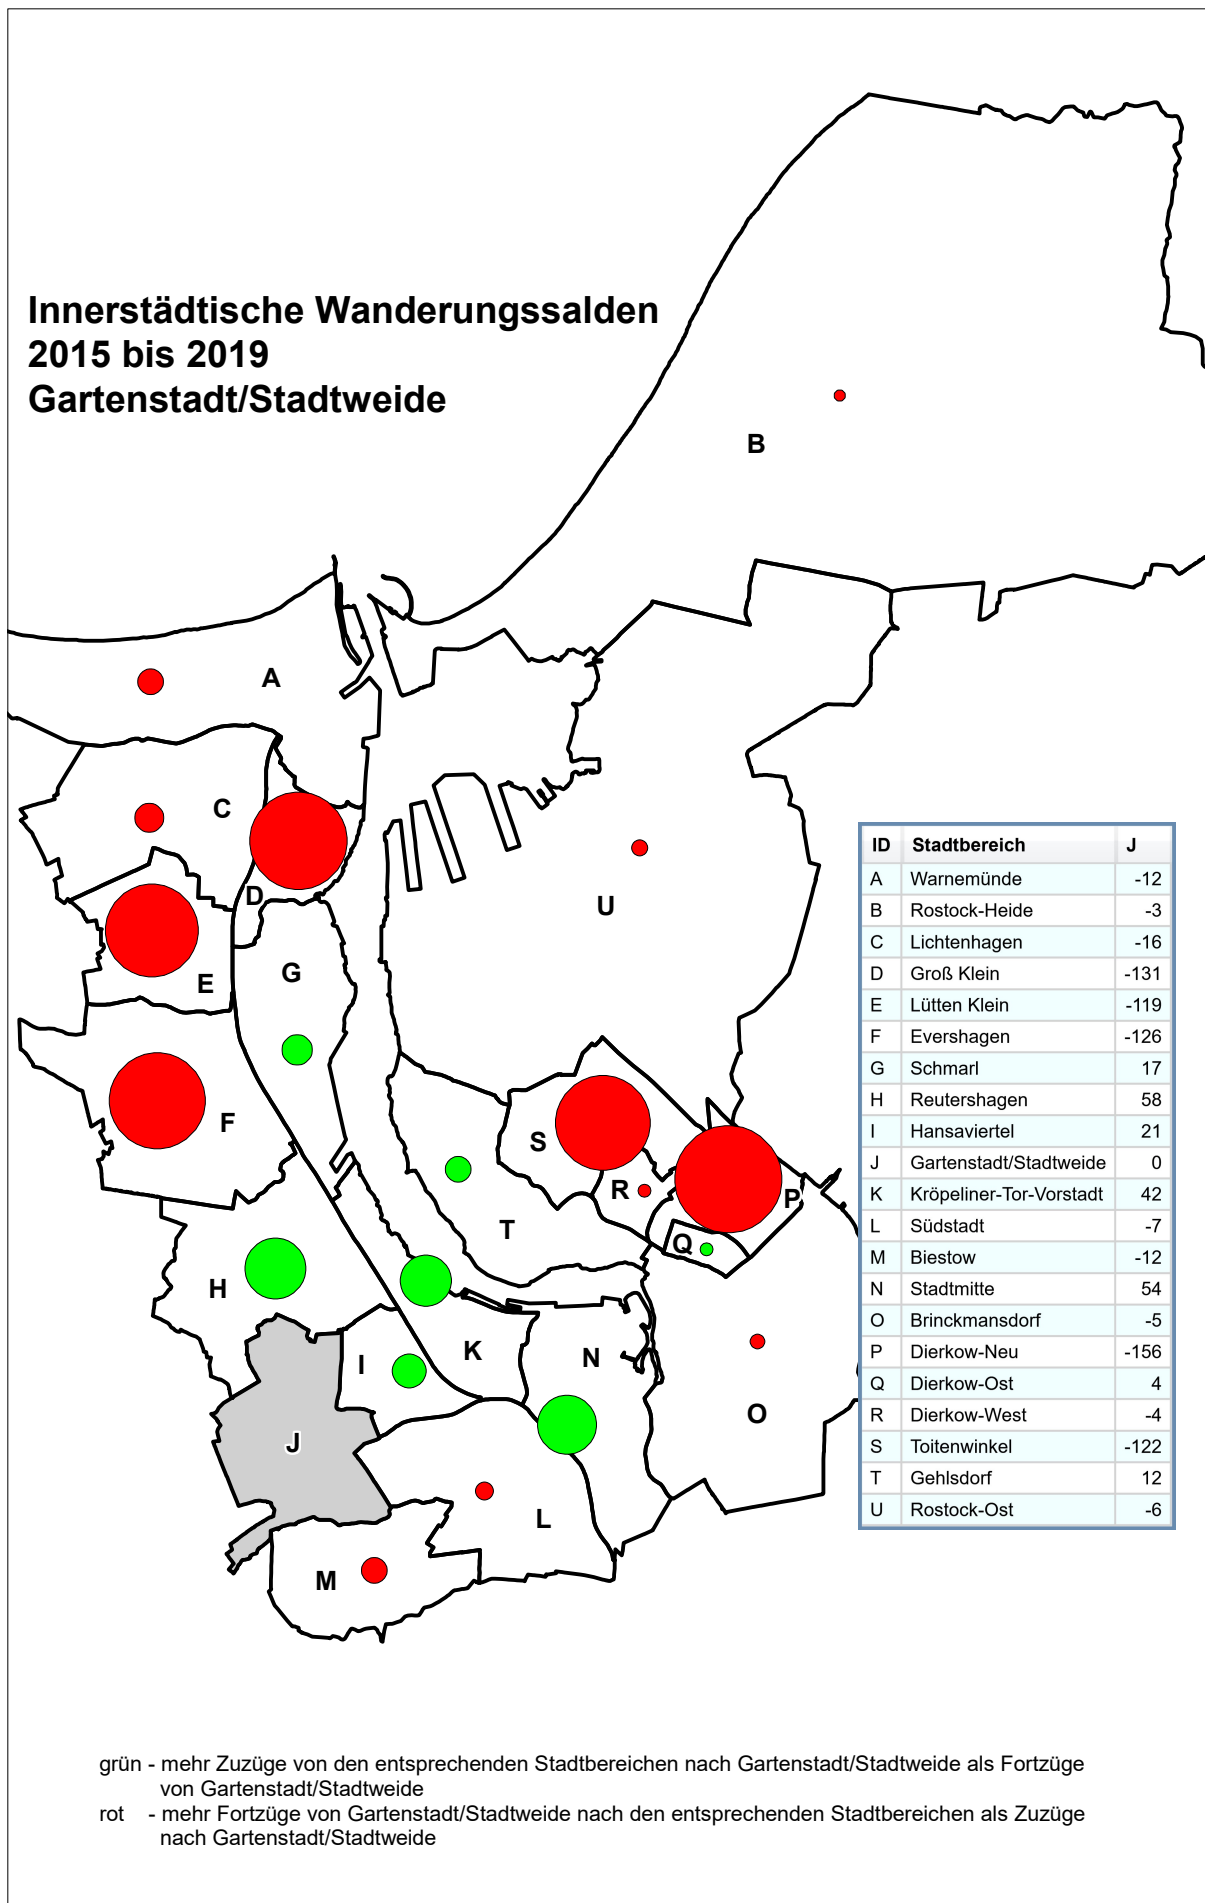 Innerstädtische Wanderungssalden
2015 bis 2019
Gartenstadt/Stadtweide
B
A
C
D
U
G
E
F
S
R
P
T
Q
H
K
I
N
O
J
L
M
ID Stadtbereich J
A Warnemünde -12
B Rostock-Heide -3
C Lichtenhagen -16
D Groß Klein -131
E Lütten Klein -119
F Evershagen -126
G Schmarl 17
H Reutershagen 58
I Hansaviertel 21
J Gartenstadt/Stadtweide 0
K Kröpeliner-Tor-Vorstadt 42
L Südstadt -7
M Biestow -12
N Stadtmitte 54
O Brinckmansdorf -5
P Dierkow-Neu -156
Q Dierkow-Ost 4
R Dierkow-West -4
S Toitenwinkel -122
T Gehlsdorf 12
U Rostock-Ost -6
grün - mehr Zuzüge von den entsprechenden Stadtbereichen nach Gartenstadt/Stadtweide als Fortzüge
von Gartenstadt/Stadtweide
rot - mehr Fortzüge von Gartenstadt/Stadtweide nach den entsprechenden Stadtbereichen als Zuzüge
nach Gartenstadt/Stadtweide